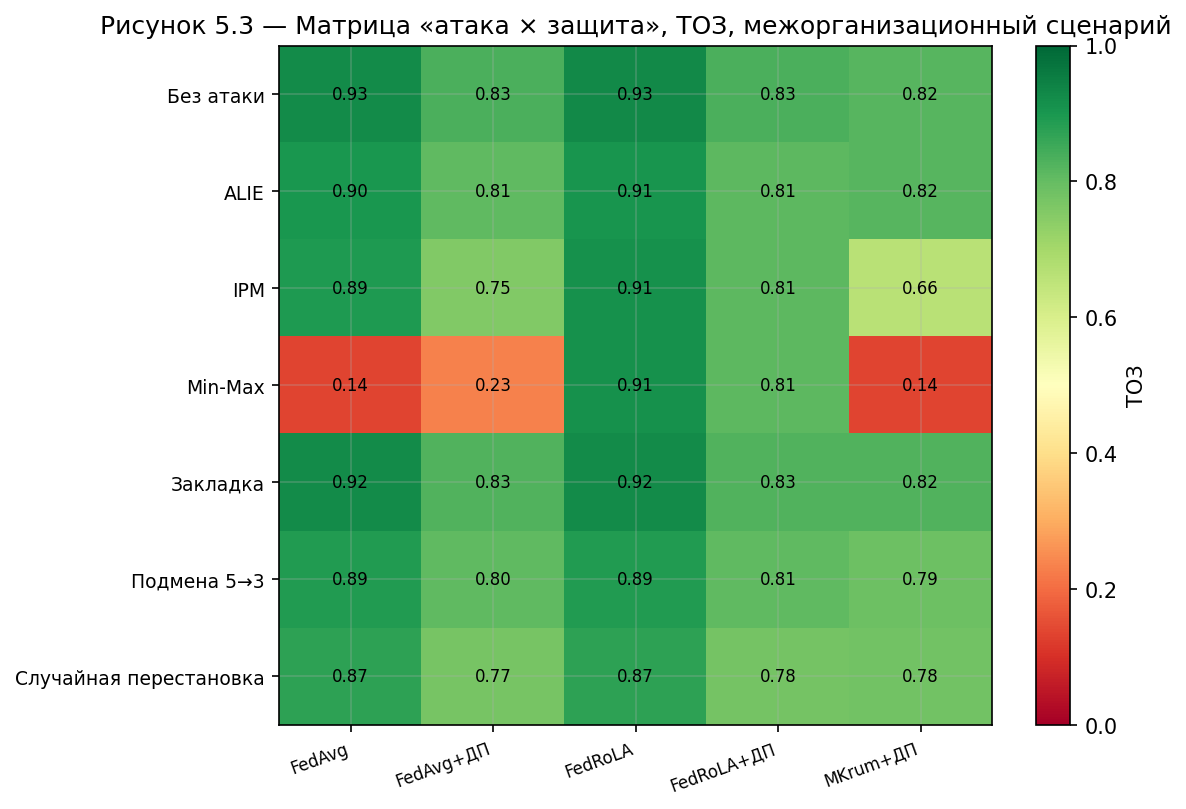 Рисунок 5.3 — Матрица «атака × защита», ТОЗ, межорганизационный сценарий
Без атаки 0.93 0.83 0.93 0.83 0.82
ALIE 0.90 0.81 0.91 0.81 0.82
IPM 0.89 0.75 0.91 0.81 0.66
Min-Max 0.14 0.23 0.91 0.81 0.14
Закладка 0.92 0.83 0.92 0.83 0.82
Подмена 5→3 0.89 0.80 0.89 0.81 0.79
Случайная перестановка 0.87 0.77 0.87 0.78 0.78
FedAvg FedAvg+ДП FedRoLA FedRoLA+ДП MKrum+ДП
1.0
0.8
0.6
0.4
0.2
0.0
ТОЗ